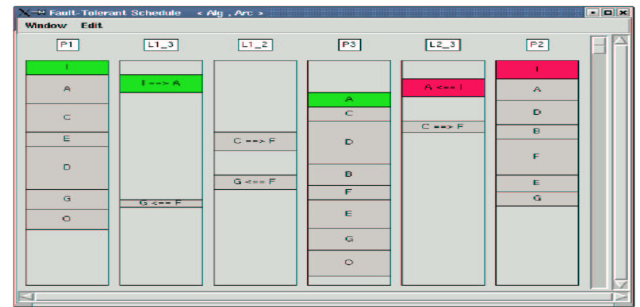 Fault-Tolerant Schedule < Alg , Arc >
Window Edit
P1 L1_3 L1_2 P3 L2_3 P2
I
A
C
E
D
G
O
I ==> A
G <== F
C ==> F
G <== F
A
C
D
B
F
E
G
O
A <== I
C ==> F
I
A
D
B
F
E
G